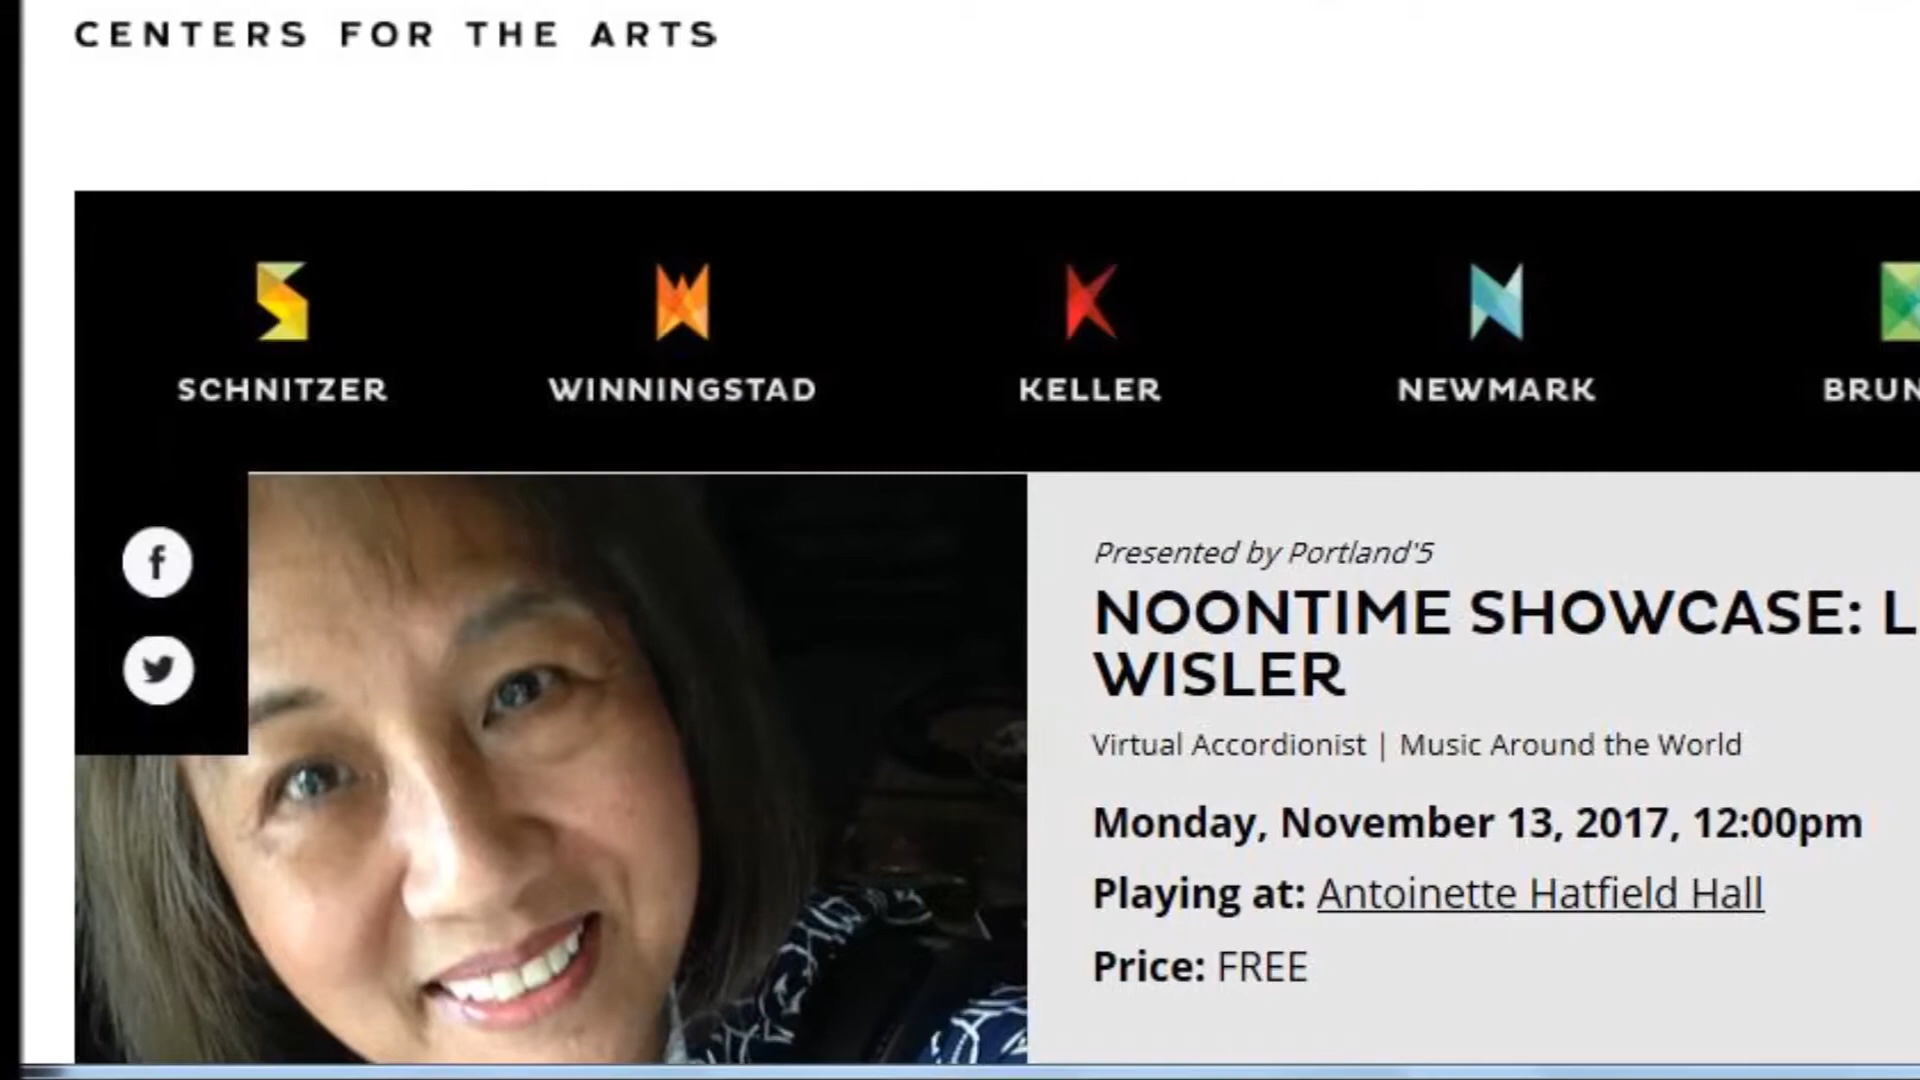 CENTERS FOR THE ARTS
SCHNITZER
WINNINGSTAD
KELLER
NEWMARK
BRUN
Presented by Portland'5
NOONTIME SHOWCASE: L
WISLER
Virtual Accordionist | Music Around the World
Monday, November 13, 2017, 12:00pm
Playing at: Antoinette Hatfield Hall
Price: FREE